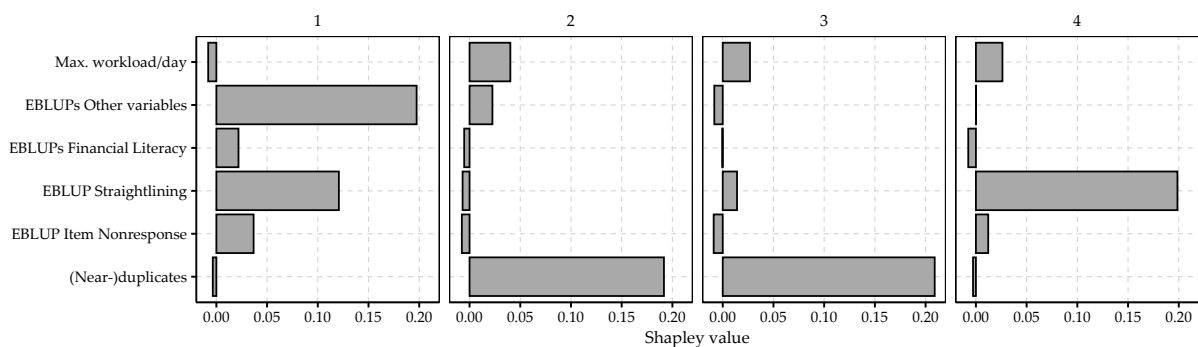 1 2 3 4
Max. workload/day
EBLUPs Other variables
EBLUPs Financial Literacy
EBLUP Straightlining
EBLUP Item Nonresponse
(Near-)duplicates
0.00 0.05 0.10 0.15 0.20 0.00 0.05 0.10 0.15 0.20 0.00 0.05 0.10 0.15 0.20 0.00 0.05 0.10 0.15 0.20
Shapley value